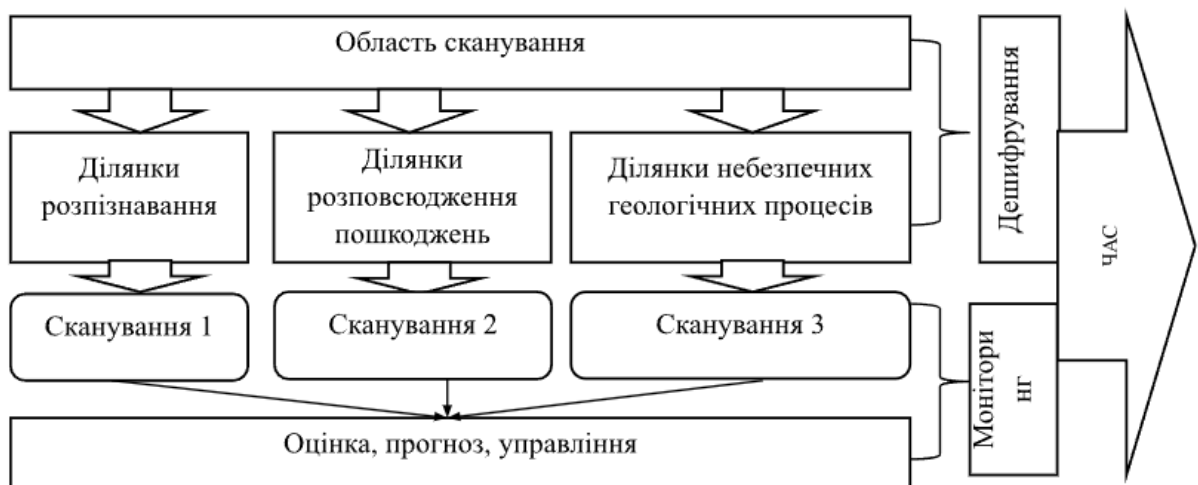 Область сканування
Ділянки
розпізнавання
Ділянки
розповсюдження
пошкоджень
Ділянки небезпечних
геологічних процесів
Дешифрування
ЧАС
Сканування 1
Сканування 2
Сканування 3
Монітори
нг
Оцінка, прогноз, управління